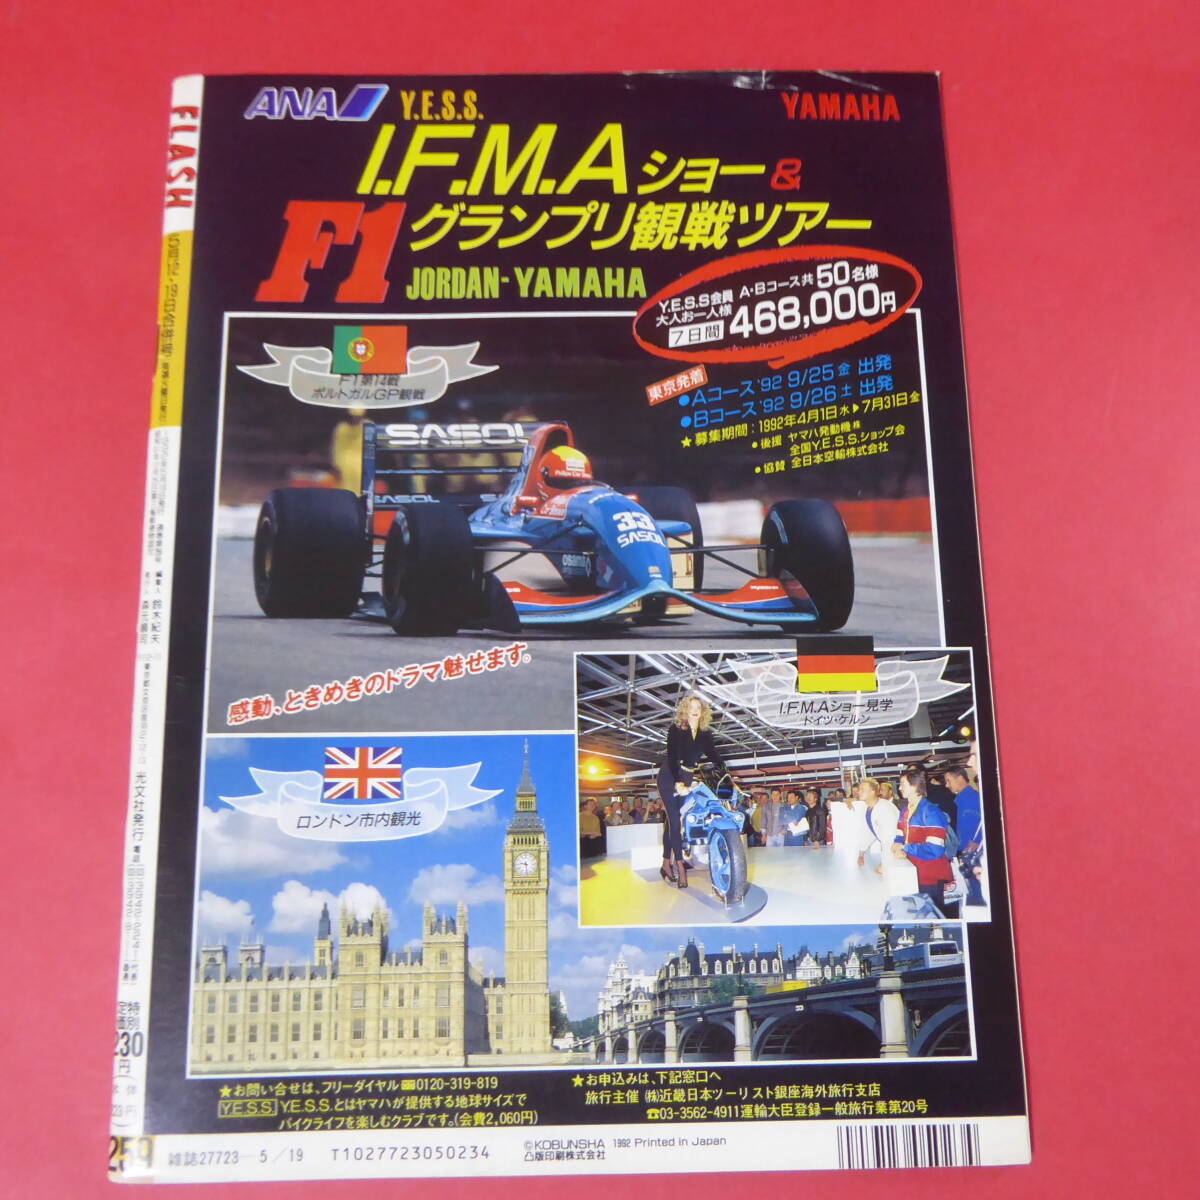 ANA
Y.E.S.S.
YAMAHA
I.F.M.A ショー &
F1 グランプリ観戦ツアー
JORDAN-YAMAHA
Y.E.S.S会員 A・Bコース共50名様
大人お一人様
7日間 468,000円
東京発着
●Aコース '92 9/25金 出発
●Bコース '92 9/26土 出発
★募集期間：1992年4月1日水▶7月31日金
●後援 ヤマハ発動機㈱
全国Y.E.S.S.ショップ会
●協賛 全日本空輸株式会社
F1第14戦
ポルトガルGP観戦
SASOL
SASOL
33
SASOL
感動、ときめきのドラマ魅せます。
I.F.M.Aショー見学
ドイツ・ケルン
ロンドン市内観光
★お問い合せは、フリーダイヤル 0120-319-819
Y.E.S.S. Y.E.S.S.とはヤマハが提供する地球サイズで
バイクライフを楽しむクラブです。(会費2,060円)
★お申込みは、下記窓口へ
旅行主催 ㈱近畿日本ツーリスト銀座海外旅行支店
☎03-3562-4911運輸大臣登録一般旅行業第20号
雑誌27723-5/19 T1027723050234
©KOBUNSHA 1992 Printed in Japan
凸版印刷株式会社
FLASH
編集人 鈴木紀夫
光文社発行
特別
定価
230
円
259